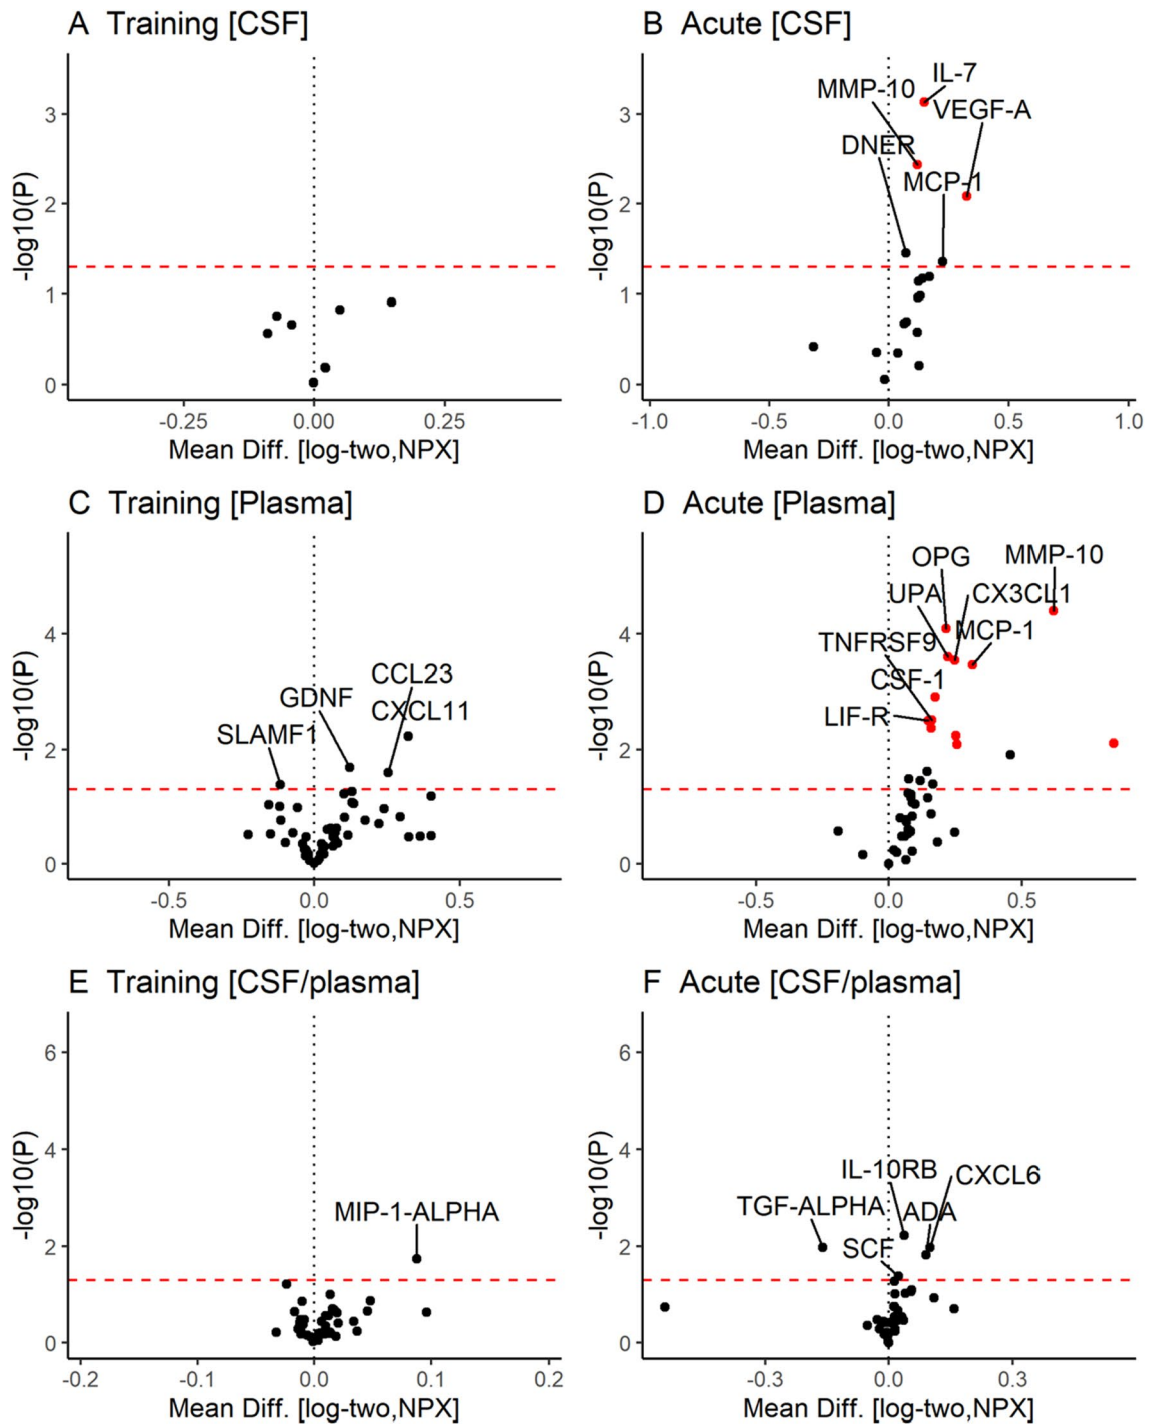 A Training [CSF]
-log10(P)
3
2
1
0
-0.25 0.00 0.25
Mean Diff. [log-two,NPX]
B Acute [CSF]
-log10(P)
3
2
1
0
IL-7
MMP-10
VEGF-A
DNER
MCP-1
-1.0 -0.5 0.0 0.5 1.0
Mean Diff. [log-two,NPX]
C Training [Plasma]
-log10(P)
4
2
0
CCL23
GDNF
CXCL11
SLAMF1
-0.5 0.0 0.5
Mean Diff. [log-two,NPX]
D Acute [Plasma]
-log10(P)
4
2
0
OPG
MMP-10
UPA
CX3CL1
MCP-1
TNFRSF9
CSF-1
LIF-R
-0.5 0.0 0.5
Mean Diff. [log-two,NPX]
E Training [CSF/plasma]
-log10(P)
6
4
2
0
MIP-1-ALPHA
-0.2 -0.1 0.0 0.1 0.2
Mean Diff. [log-two,NPX]
F Acute [CSF/plasma]
-log10(P)
6
4
2
0
IL-10RB
CXCL6
TGF-ALPHA
ADA
SCF
-0.3 0.0 0.3
Mean Diff. [log-two,NPX]